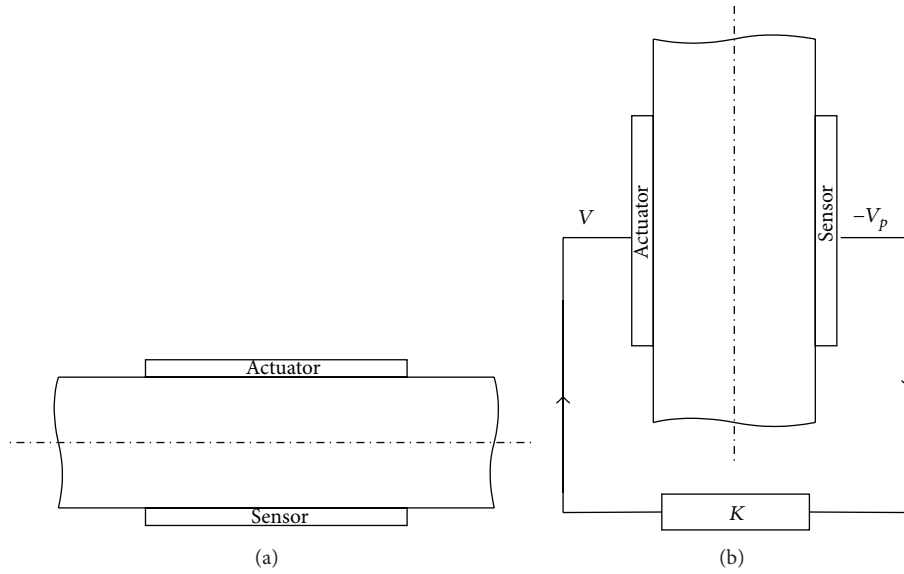 Actuator
Sensor
(a)
V
Actuator
Sensor
−V_p
K
(b)